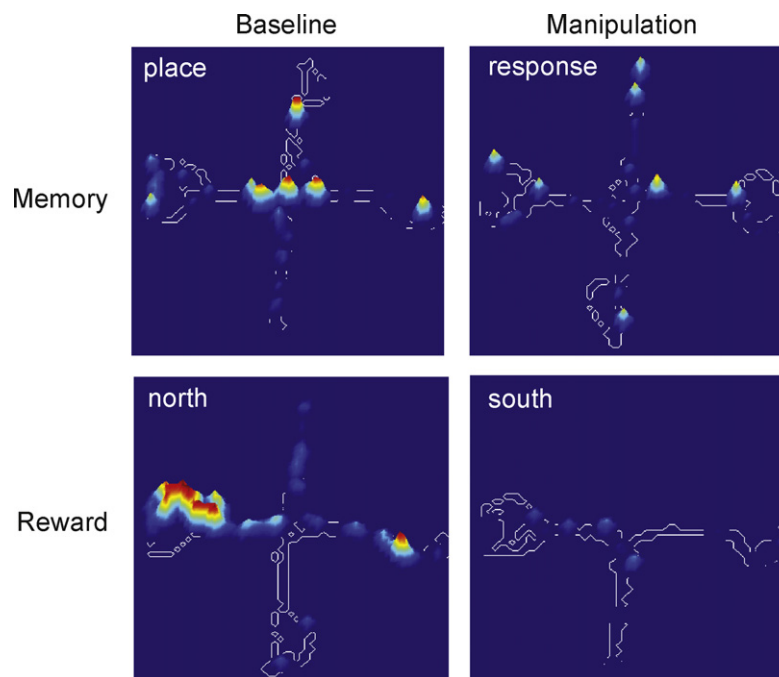 Baseline
Manipulation
Memory
place
response
Reward
north
south